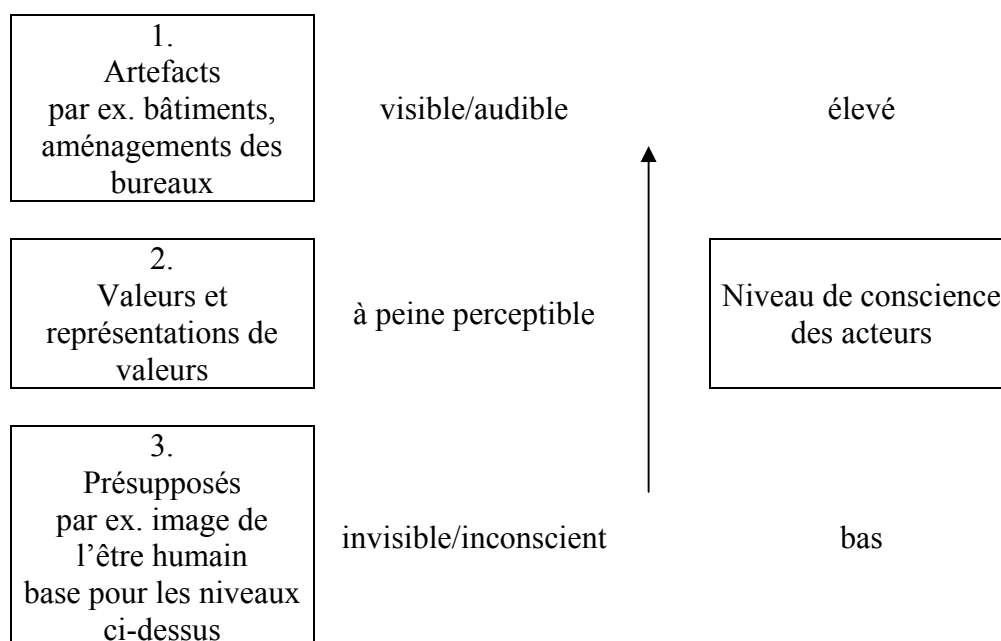 1.
Artefacts
par ex. bâtiments,
aménagements des
bureaux
visible/audible
élevé
2.
Valeurs et
représentations de
valeurs
à peine perceptible
Niveau de conscience
des acteurs
3.
Présupposés
par ex. image de
l’être humain
base pour les niveaux
ci-dessus
invisible/inconscient
bas